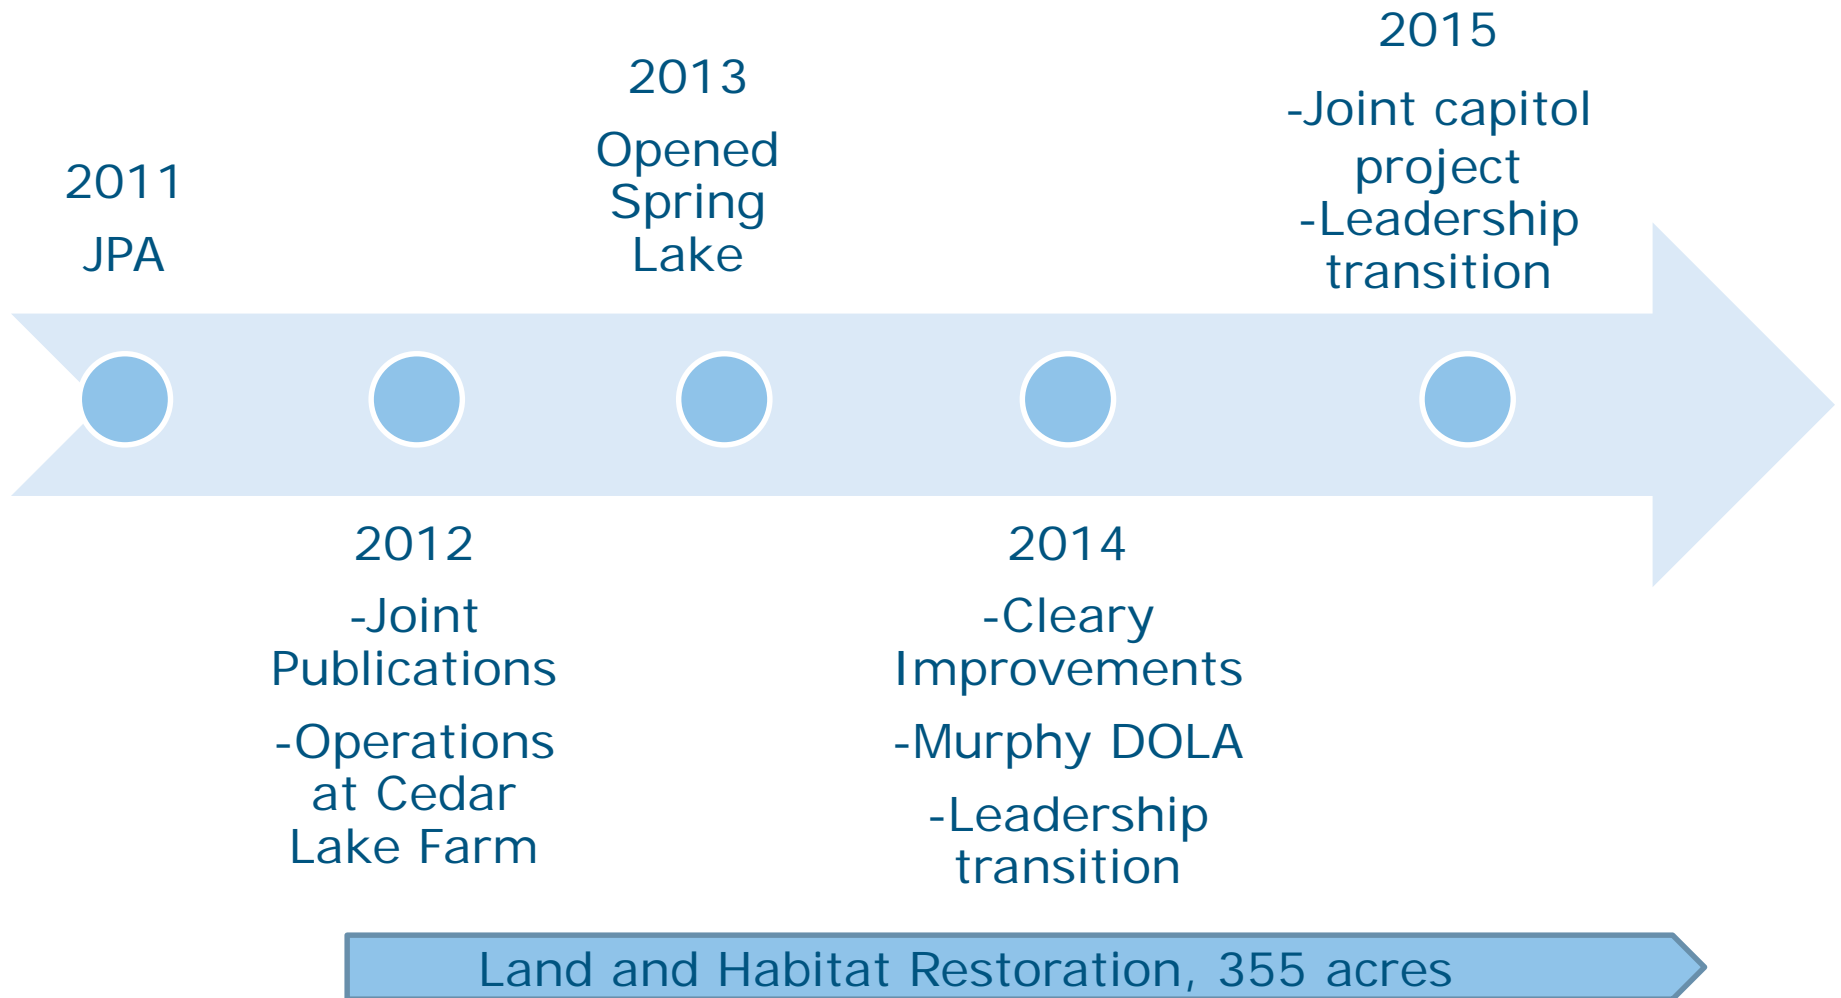 2011
JPA
2012
-Joint
Publications
-Operations
at Cedar
Lake Farm
2013
Opened
Spring
Lake
2014
-Cleary
Improvements
-Murphy DOLA
-Leadership
transition
2015
-Joint capitol
project
-Leadership
transition
Land and Habitat Restoration, 355 acres